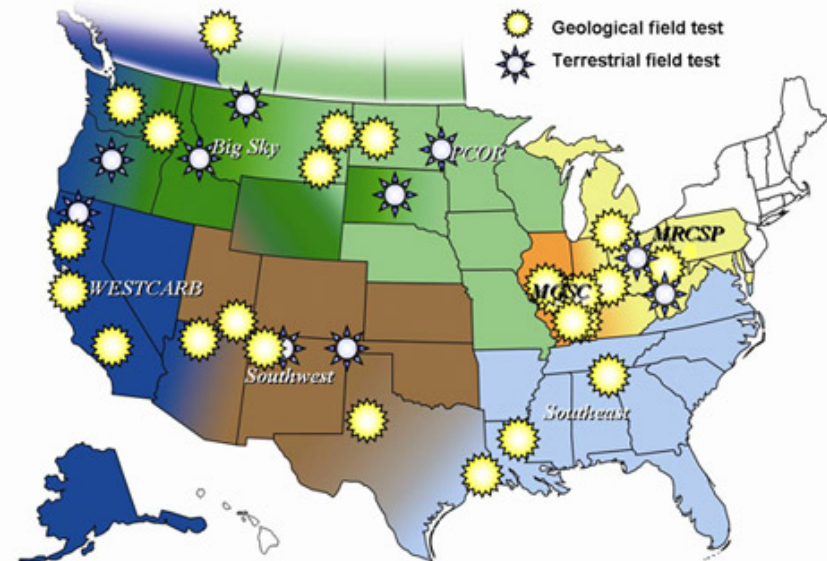 Geological field test
Terrestrial field test
Big Sky
PCOR
MRCSP
WESTCARB
MGSC
Southwest
Southeast